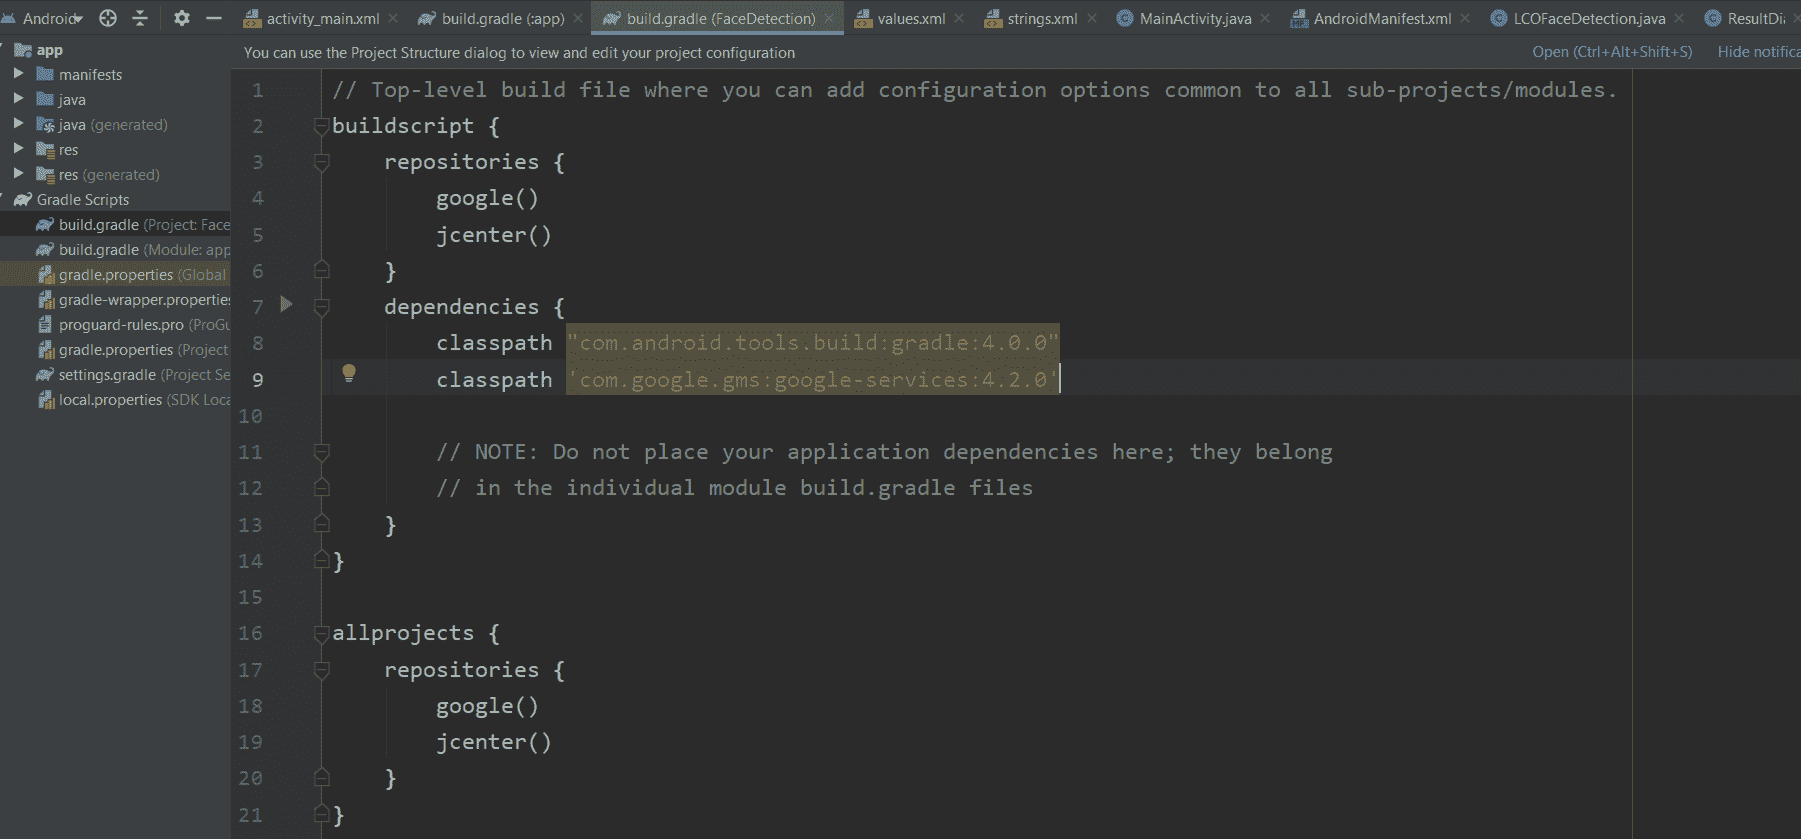 Android
activity_main.xml
build.gradle (:app)
build.gradle (FaceDetection)
values.xml
strings.xml
MainActivity.java
AndroidManifest.xml
LCOFaceDetection.java
ResultDi
app
manifests
java
java (generated)
res
res (generated)
Gradle Scripts
build.gradle (Project: Face
build.gradle (Module: app
gradle.properties (Global
gradle-wrapper.properties
proguard-rules.pro (ProGu
gradle.properties (Project
settings.gradle (Project Se
local.properties (SDK Loca
You can use the Project Structure dialog to view and edit your project configuration
Open (Ctrl+Alt+Shift+S)
Hide notifica
1 // Top-level build file where you can add configuration options common to all sub-projects/modules.
2 buildscript {
3 repositories {
4 google()
5 jcenter()
6 }
7 dependencies {
8 classpath "com.android.tools.build:gradle:4.0.0"
9 classpath 'com.google.gms:google-services:4.2.0'
10
11 // NOTE: Do not place your application dependencies here; they belong
12 // in the individual module build.gradle files
13 }
14 }
15
16 allprojects {
17 repositories {
18 google()
19 jcenter()
20 }
21 }